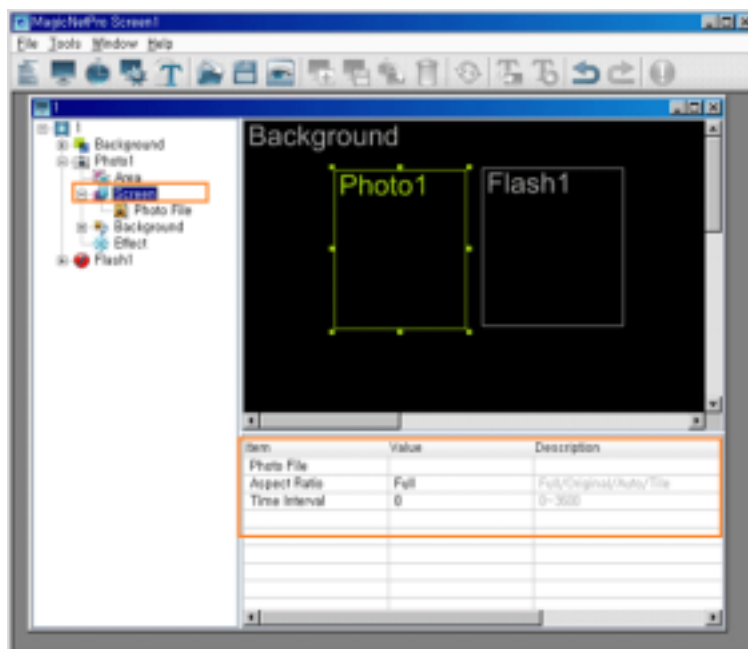 MagicNetPro Screen1
File Tools Window Help
1
1
Background
Photo1
Area
Screen
Photo File
Background
Effect
Flash1
Background
Photo1
Flash1
Item Value Description
Photo File
Aspect Ratio Full Full/Original/Auto/Tile
Time Interval 0 0~3600